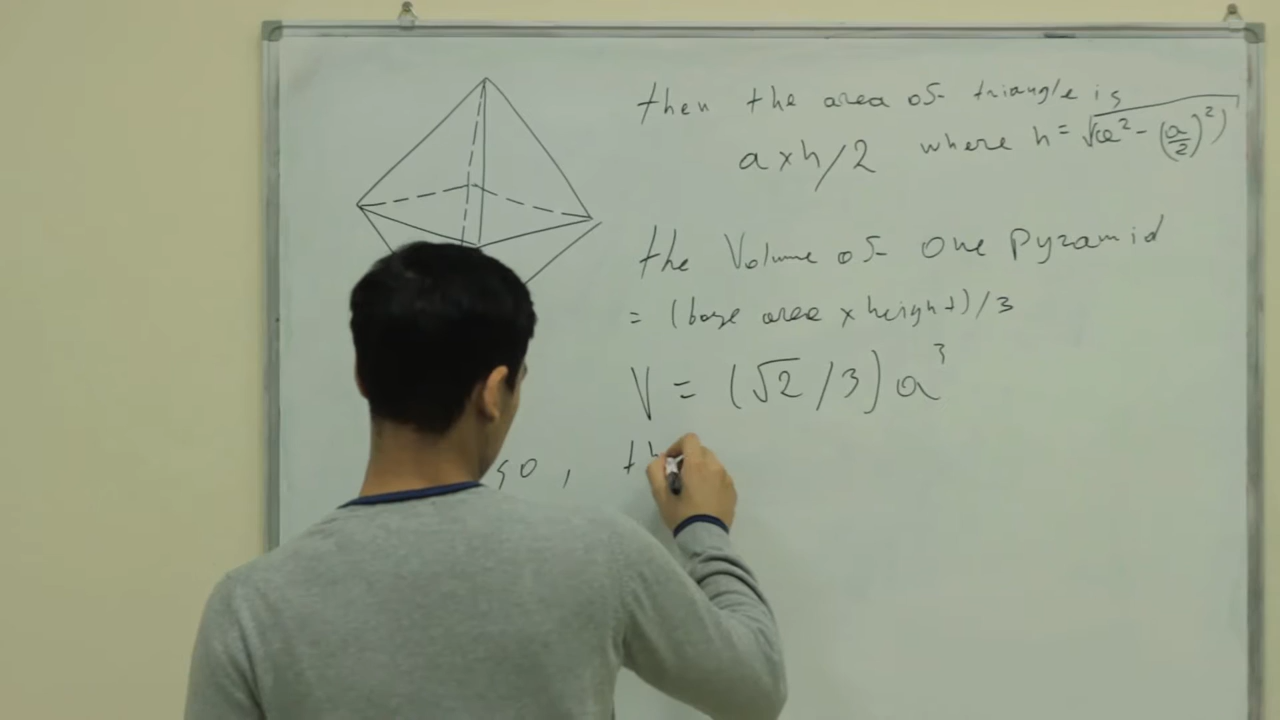 then the area of triangle is
a x h/2 where h = √(a² - (a/2)²)
the Volume of one pyramid
= (base area x height)/3
V = (√2/3) a³
so, th